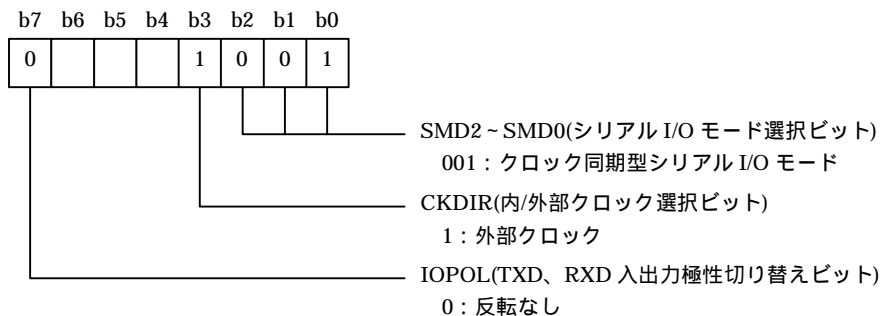 b7 b6 b5 b4 b3 b2 b1 b0
0 1 0 0 1
SMD2~SMD0(シリアル I/O モード選択ビット)
001：クロック同期型シリアル I/O モード
CKDIR(内/外部クロック選択ビット)
1：外部クロック
IOPOL(TXD、RXD 入出力極性切り替えビット)
0：反転なし